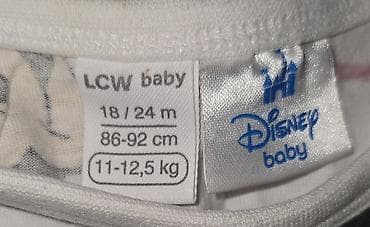 LCW baby
18 / 24 m
86-92 cm
11-12,5 kg
Disney
baby